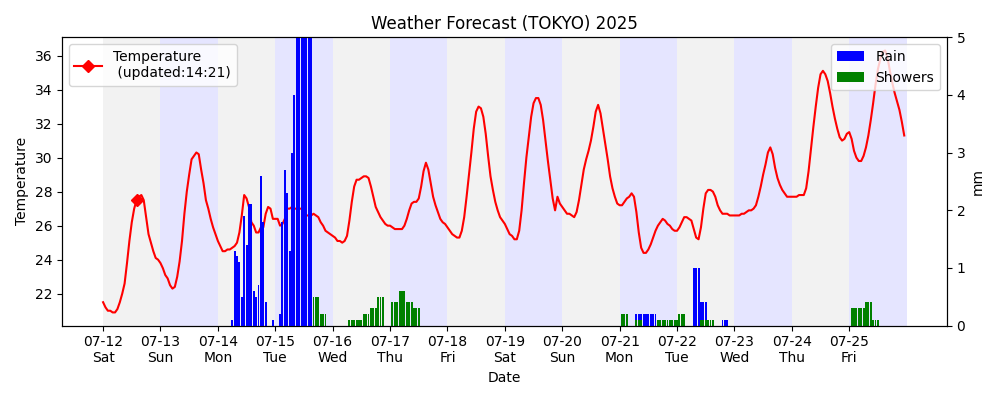 Weather Forecast (TOKYO) 2025
Temperature
(updated:14:21)
Rain
Showers
Temperature
36
34
32
30
28
26
24
22
5
4
3
2
1
0
mm
07-12 07-13 07-14 07-15 07-16 07-17 07-18 07-19 07-20 07-21 07-22 07-23 07-24 07-25
Sat Sun Mon Tue Wed Thu Fri Sat Sun Mon Tue Wed Thu Fri
Date